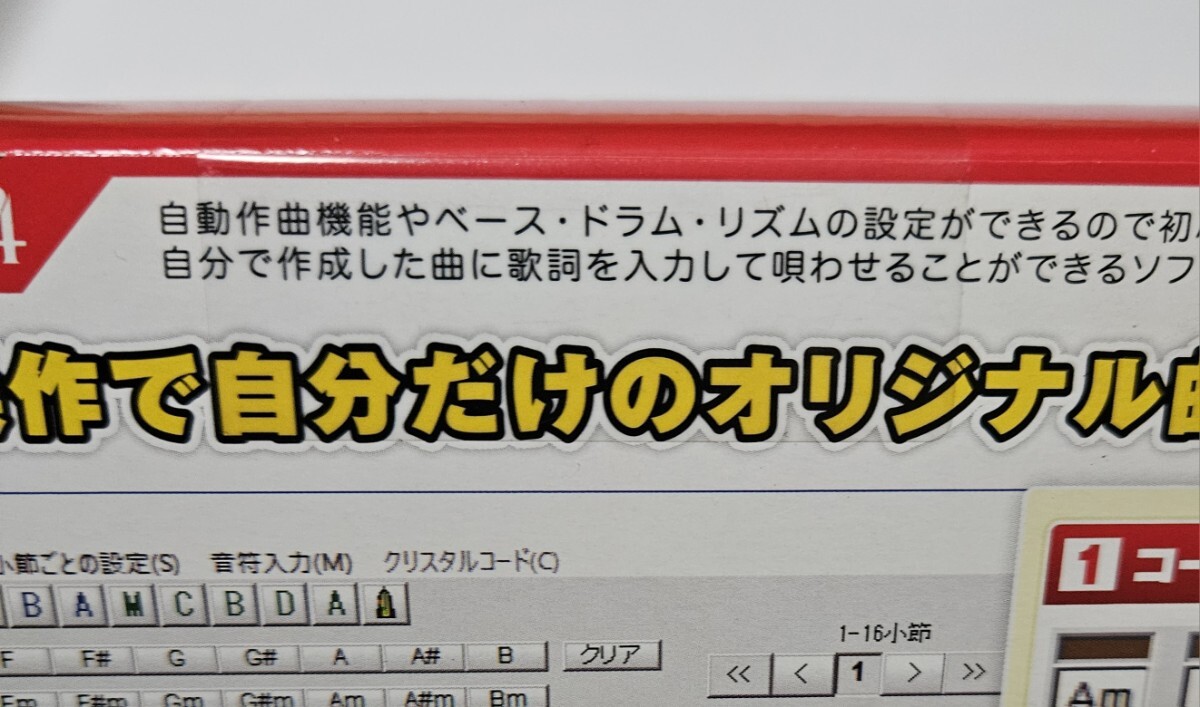 4
自動作曲機能やベース・ドラム・リズムの設定ができるので初
自分で作成した曲に歌詞を入力して唄わせることができるソフ
作で自分だけのオリジナル曲
小節ごとの設定(S) 音符入力(M) クリスタルコード(C)
B A M C B D A
1-16小節
F F# G G# A A# B クリア
<< < 1 > >>
Fm F#m Gm G#m Am A#m Bm
1 コー
Am